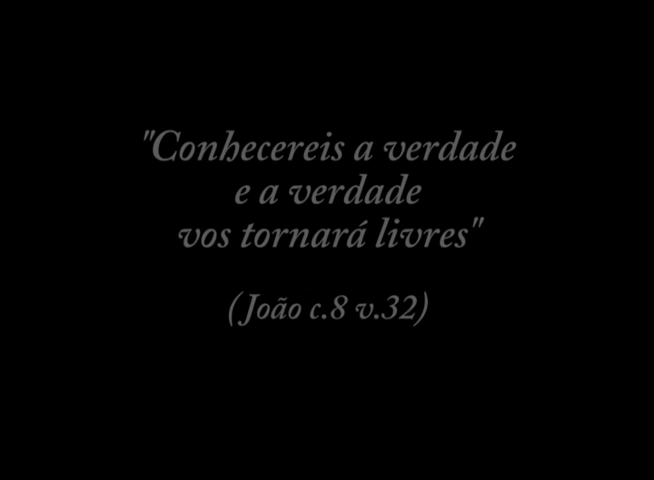 "Conhecereis a verdade
e a verdade
vos tornará livres"
(João c.8 v.32)